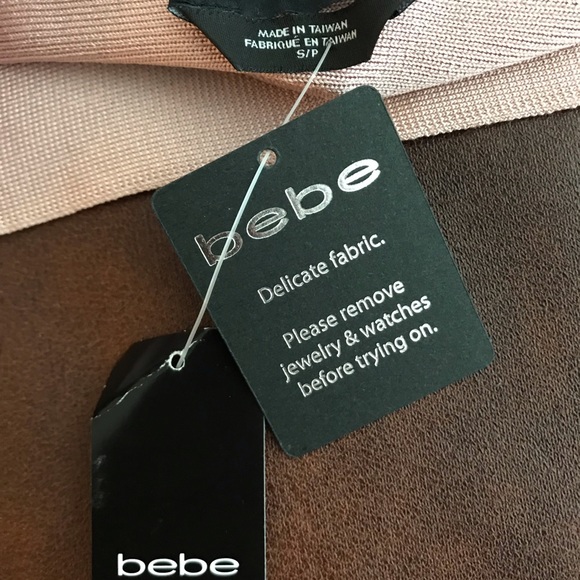 MADE IN TAIWAN
FABRIQUÉ EN TAIWAN
S/P
bebe
Delicate fabric.
Please remove
jewelry & watches
before trying on.
bebe